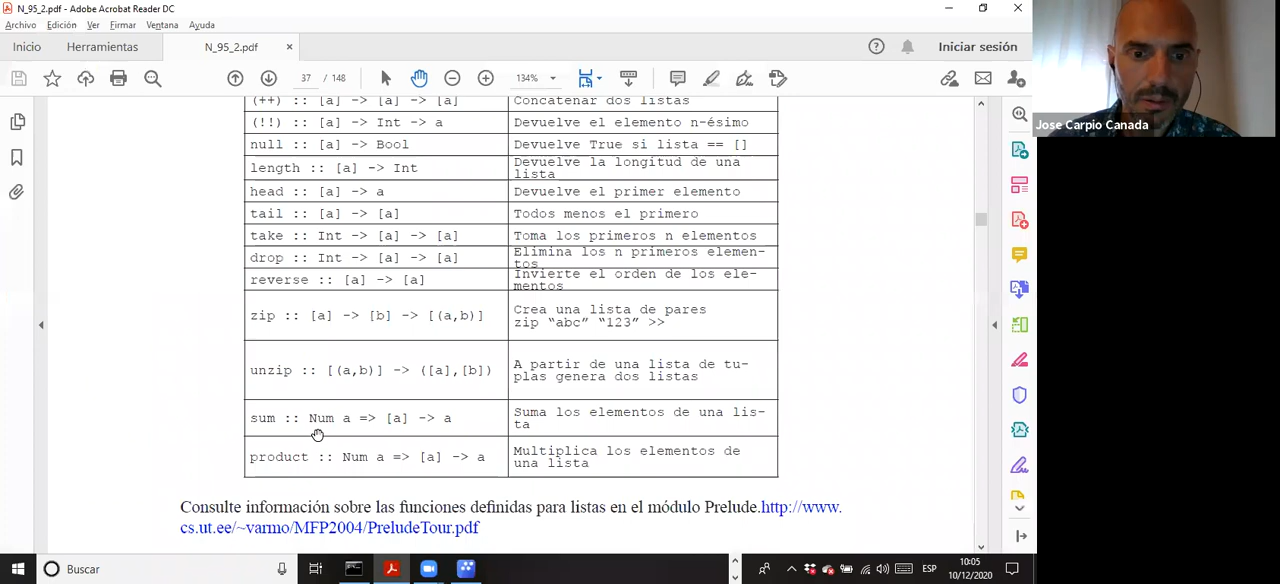 N_95_2.pdf - Adobe Acrobat Reader DC
Archivo Edición Ver Firmar Ventana Ayuda
Inicio Herramientas N_95_2.pdf × Iniciar sesión
37 / 148 134%
(++) :: [a] -> [a] -> [a] Concatenar dos listas
(!!) :: [a] -> Int -> a Devuelve el elemento n-ésimo
null :: [a] -> Bool Devuelve True si lista == []
length :: [a] -> Int Devuelve la longitud de una
lista
head :: [a] -> a Devuelve el primer elemento
tail :: [a] -> [a] Todos menos el primero
take :: Int -> [a] -> [a] Toma los primeros n elementos
drop :: Int -> [a] -> [a] Elimina los n primeros elemen-
tos
reverse :: [a] -> [a] Invierte el orden de los ele-
mentos
zip :: [a] -> [b] -> [(a,b)] Crea una lista de pares
zip “abc” “123” >>
unzip :: [(a,b)] -> ([a],[b]) A partir de una lista de tu-
plas genera dos listas
sum :: Num a => [a] -> a Suma los elementos de una lis-
ta
product :: Num a => [a] -> a Multiplica los elementos de
una lista
Consulte información sobre las funciones definidas para listas en el módulo Prelude.http://www.
cs.ut.ee/~varmo/MFP2004/PreludeTour.pdf
Jose Carpio Canada
Buscar
ESP
10:05
10/12/2020